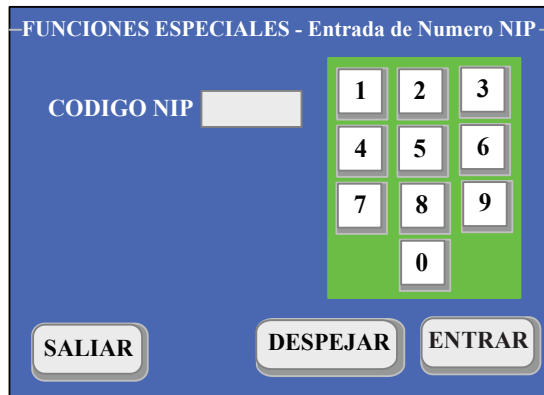 FUNCIONES ESPECIALES - Entrada de Numero NIP
CODIGO NIP
1 2 3
4 5 6
7 8 9
0
SALIAR DESPEJAR ENTRAR